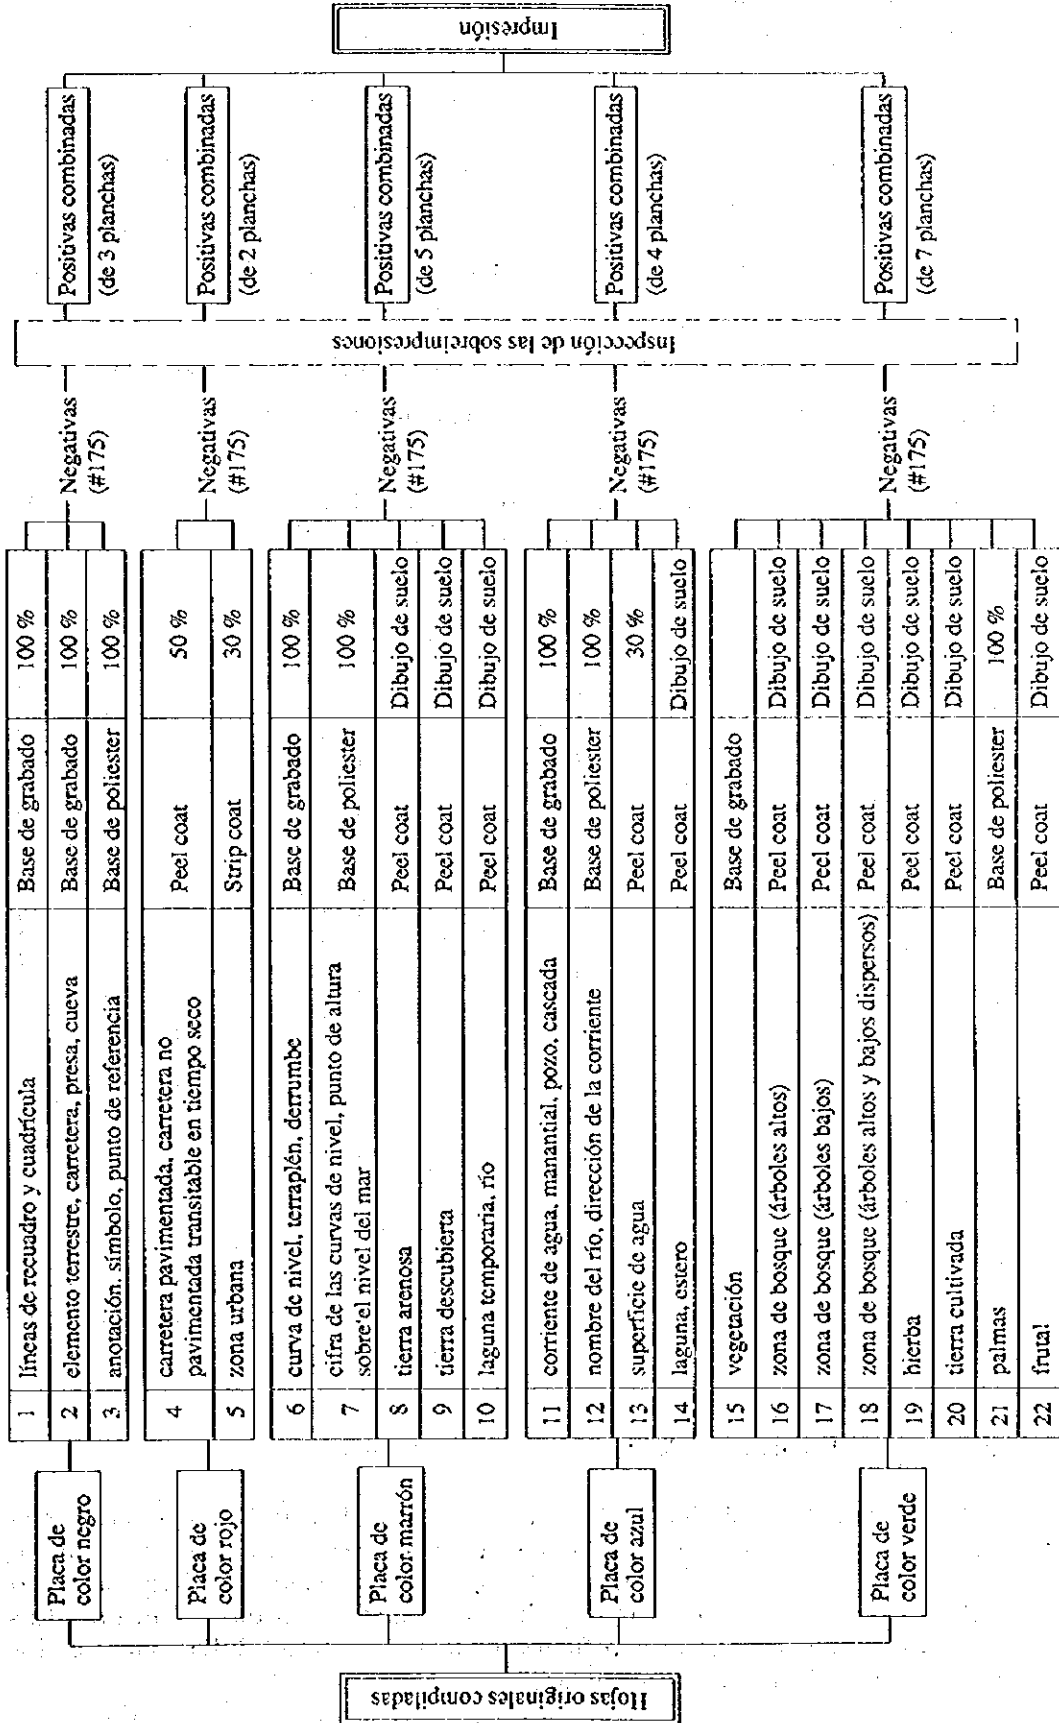 Hojas originales compiladas
Placa de
color negro
1 líneas de recuadro y cuadrícula Base de grabado 100 %
2 elemento terrestre, carretera, presa, cueva Base de grabado 100 %
3 anotación. símbolo, punto de referencia Base de poliester 100 %
Negativas
(#175)
Positivas combinadas
(de 3 planchas)
Placa de
color rojo
4 carretera pavimentada, carretera no
pavimentada transitable en tiempo seco Peel coat 50 %
5 zona urbana Strip coat 30 %
Negativas
(#175)
Positivas combinadas
(de 2 planchas)
Placa de
color marrón
6 curva de nivel, terraplén, derrumbe Base de grabado 100 %
7 cifra de las curvas de nivel, punto de altura
sobre el nivel del mar Base de poliester 100 %
8 tierra arenosa Peel coat Dibujo de suelo
9 tierra descubierta Peel coat Dibujo de suelo
10 laguna temporaria, río Peel coat Dibujo de suelo
Negativas
(#175)
Positivas combinadas
(de 5 planchas)
Placa de
color azul
11 corriente de agua, manantial, pozo, cascada Base de grabado 100 %
12 nombre del río, dirección de la corriente Base de poliester 100 %
13 superficie de agua Peel coat 30 %
14 laguna, estero Peel coat Dibujo de suelo
Negativas
(#175)
Positivas combinadas
(de 4 planchas)
Placa de
color verde
15 vegetación Base de grabado
16 zona de bosque (árboles altos) Peel coat Dibujo de suelo
17 zona de bosque (árboles bajos) Peel coat Dibujo de suelo
18 zona de bosque (árboles altos y bajos dispersos) Peel coat Dibujo de suelo
19 hierba Peel coat Dibujo de suelo
20 tierra cultivada Peel coat Dibujo de suelo
21 palmas Base de poliester 100 %
22 frutal Peel coat Dibujo de suelo
Negativas
(#175)
Positivas combinadas
(de 7 planchas)
Inspección de las sobreimpresiones
Impresión